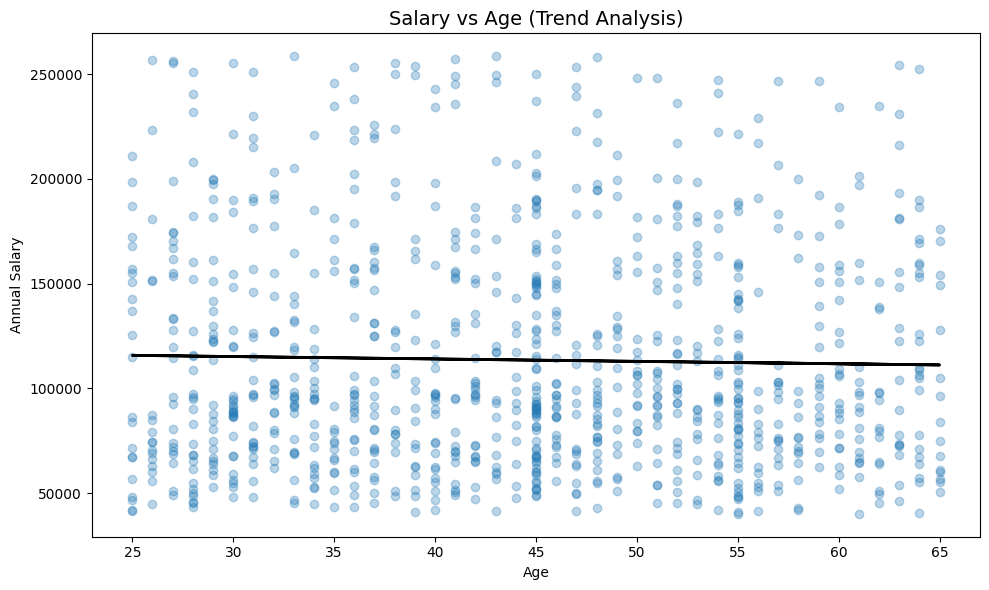 Salary vs Age (Trend Analysis)
Annual Salary
250000
200000
150000
100000
50000
25 30 35 40 45 50 55 60 65
Age